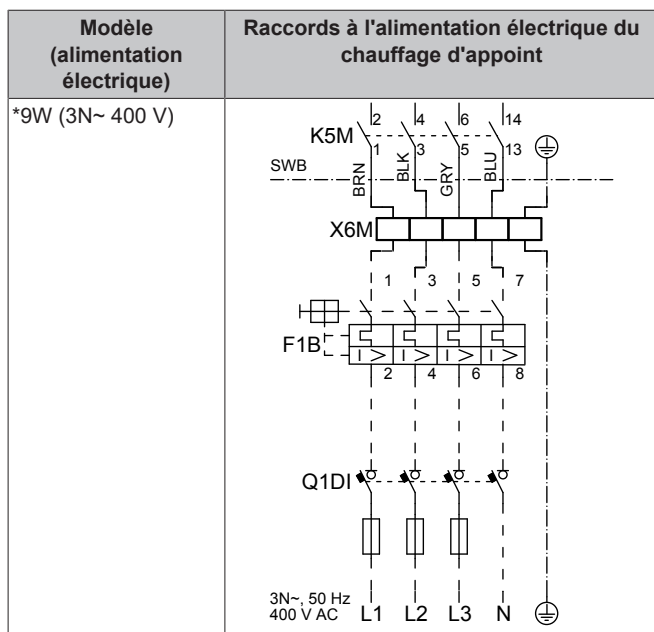 Modèle
(alimentation
électrique)
Raccords à l'alimentation électrique du
chauffage d'appoint
*9W (3N~ 400 V)
2 4 6 14
K5M
1 3 5 13
SWB
BRN BLK GRY BLU
X6M
1 3 5 7
F1B
I > I > I > I >
2 4 6 8
Q1DI
3N~, 50 Hz
400 V AC
L1 L2 L3 N